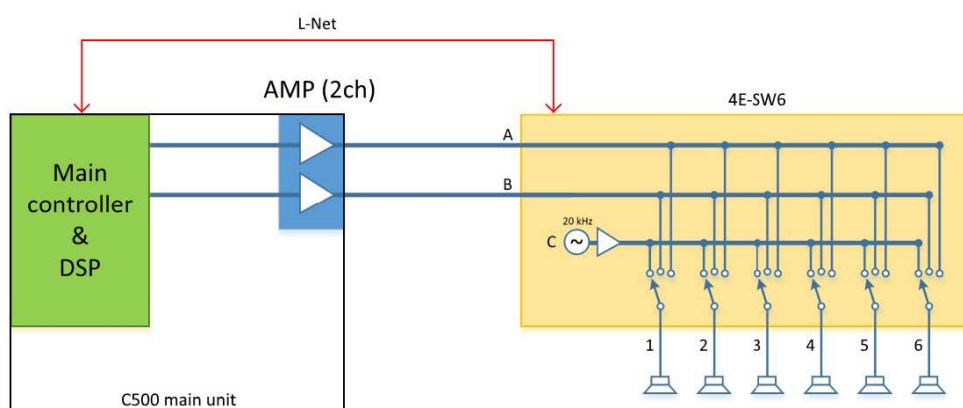 L-Net
AMP (2ch)
4E-SW6
A
Main
controller
&
DSP
B
20 kHz
C
~
1 2 3 4 5 6
C500 main unit